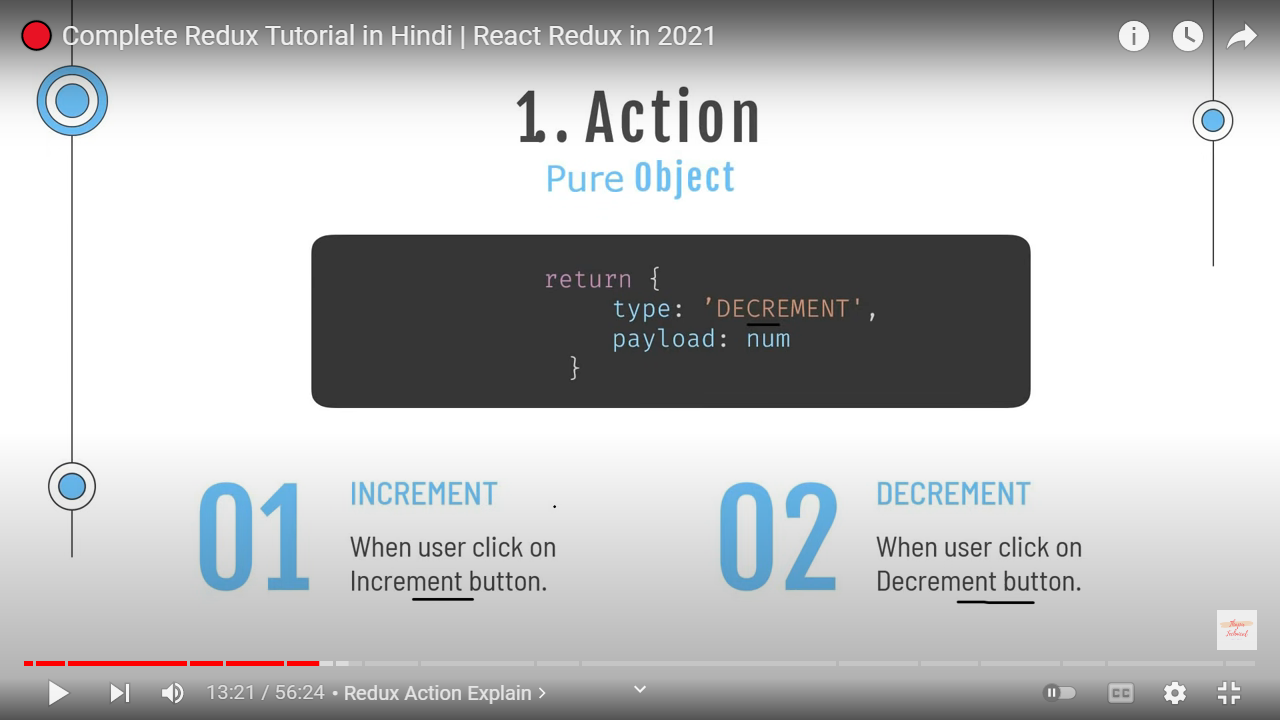 Complete Redux Tutorial in Hindi | React Redux in 2021
1. Action
Pure Object
return {
type: ’DECREMENT',
payload: num
}
01
INCREMENT
When user click on
Increment button.
02
DECREMENT
When user click on
Decrement button.
13:21 / 56:24 • Redux Action Explain
CC